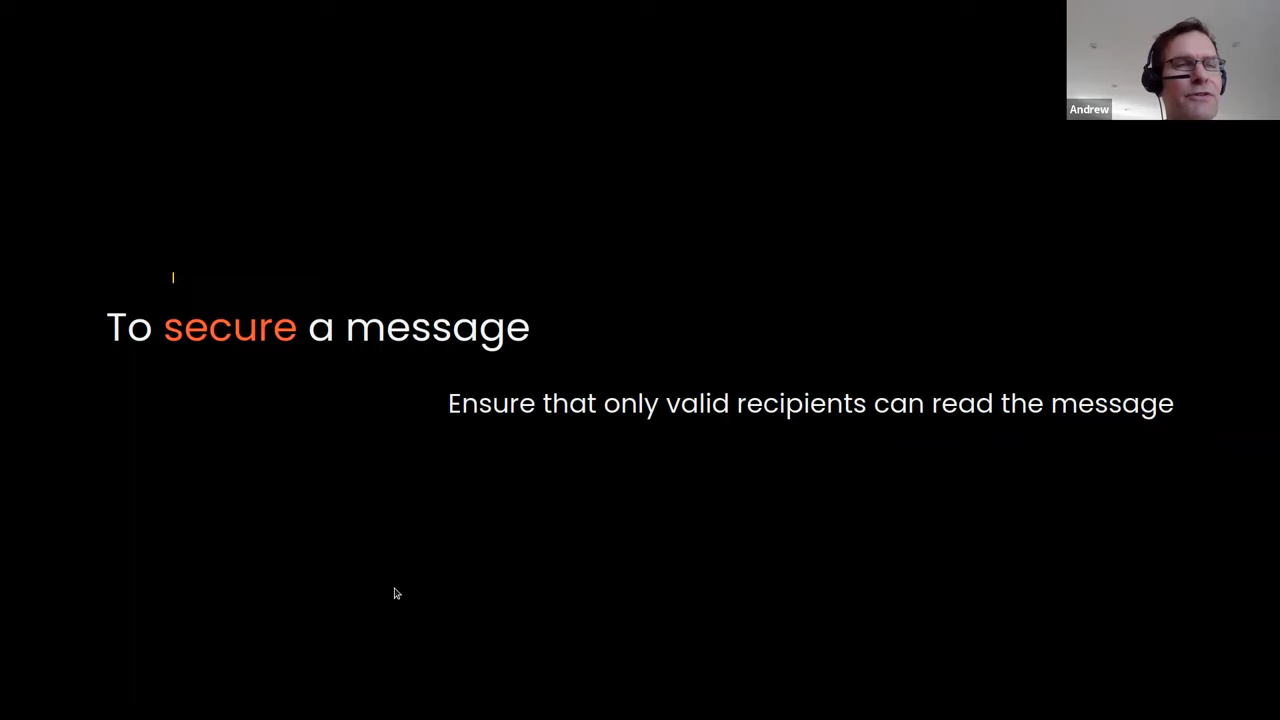 Andrew
To secure a message
Ensure that only valid recipients can read the message